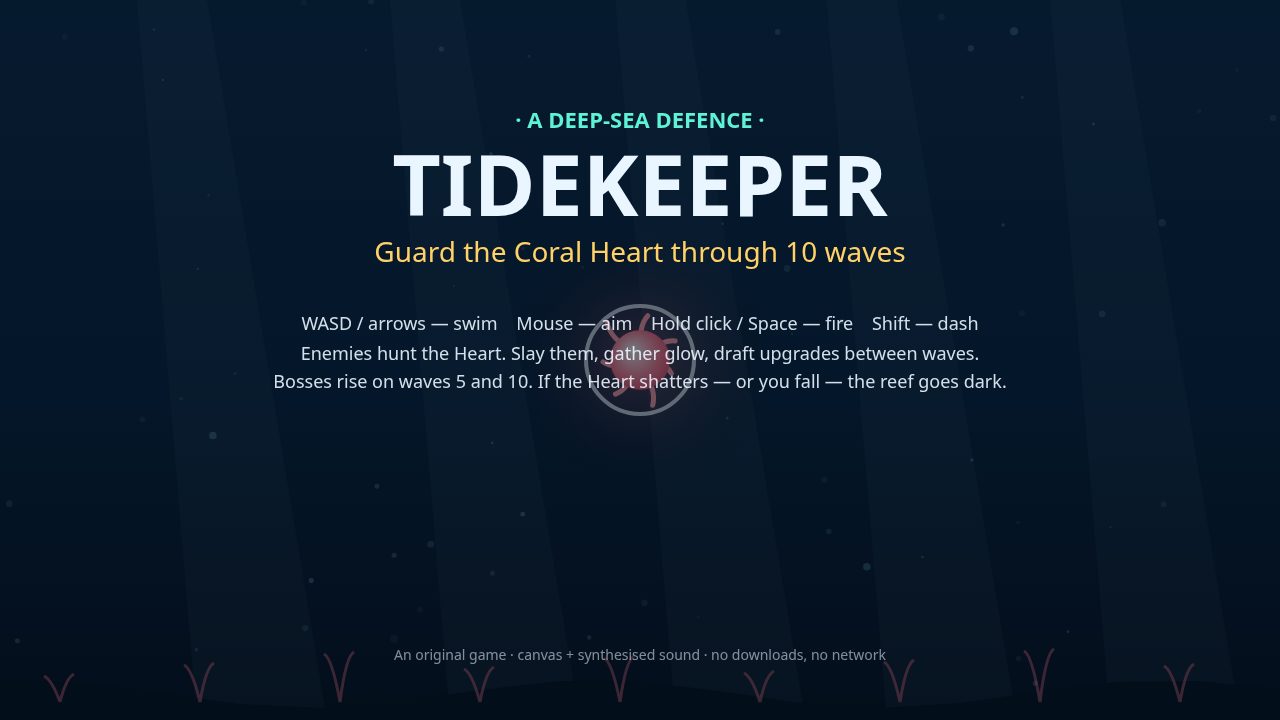 · A DEEP-SEA DEFENCE ·
TIDEKEEPER
Guard the Coral Heart through 10 waves
WASD / arrows — swim    Mouse — aim    Hold click / Space — fire    Shift — dash
Enemies hunt the Heart. Slay them, gather glow, draft upgrades between waves.
Bosses rise on waves 5 and 10. If the Heart shatters — or you fall — the reef goes dark.
An original game · canvas + synthesised sound · no downloads, no network